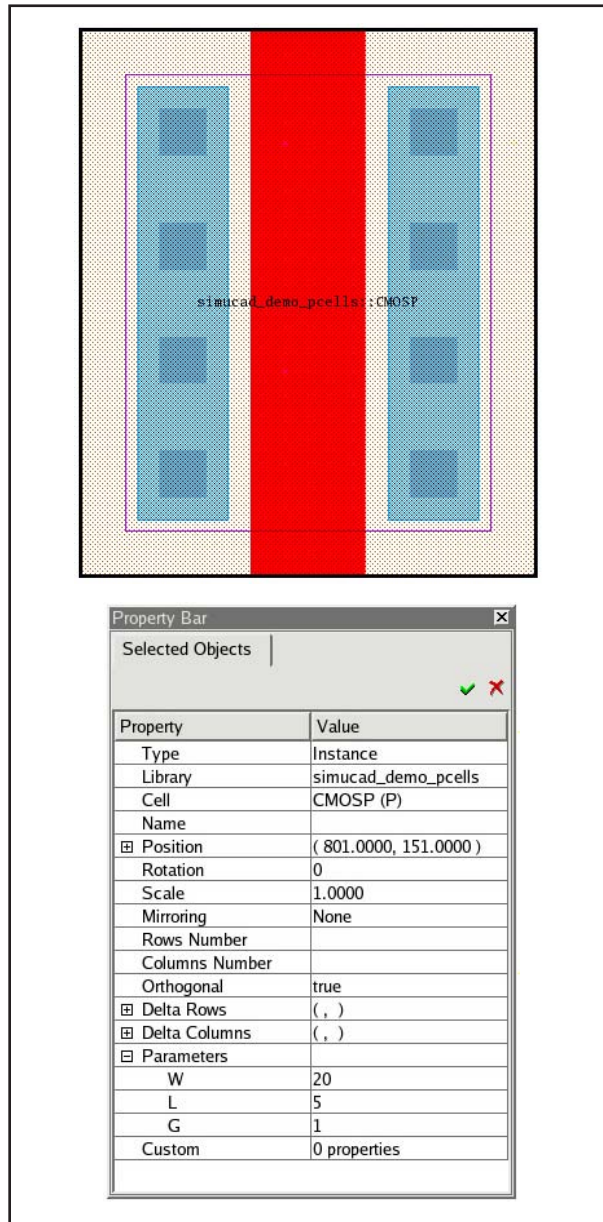 simucad_demo_pcells::CMOSP
Property Bar
Selected Objects
Property Value
Type Instance
Library simucad_demo_pcells
Cell CMOSP (P)
Name
Position ( 801.0000, 151.0000 )
Rotation 0
Scale 1.0000
Mirroring None
Rows Number
Columns Number
Orthogonal true
Delta Rows ( , )
Delta Columns ( , )
Parameters
W 20
L 5
G 1
Custom 0 properties